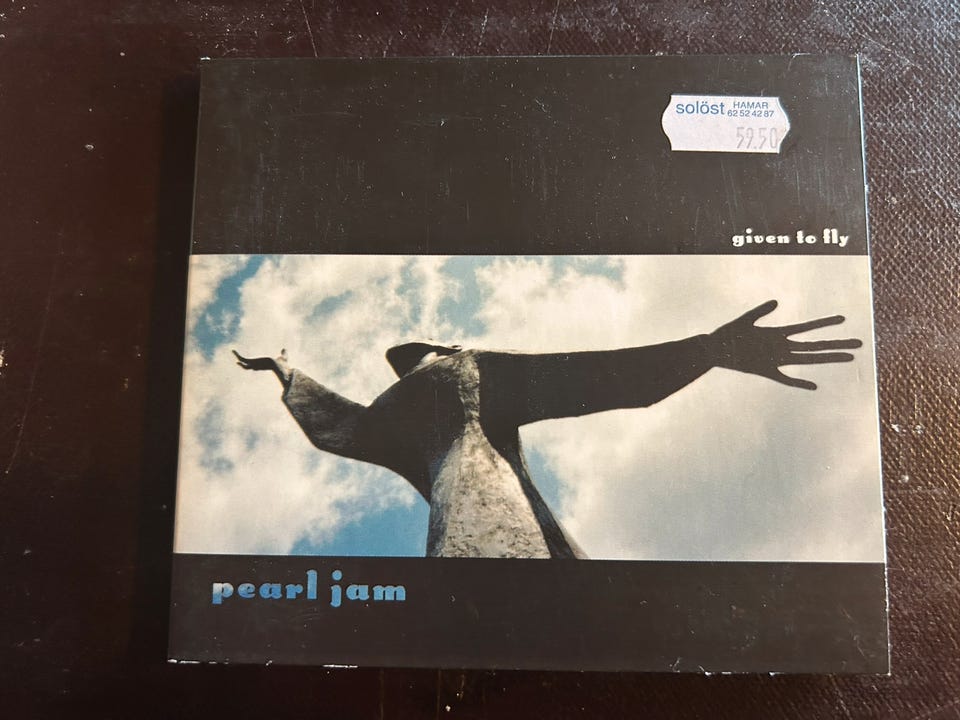 solöst HAMAR
62 52 42 87
59.50
given to fly
pearl jam